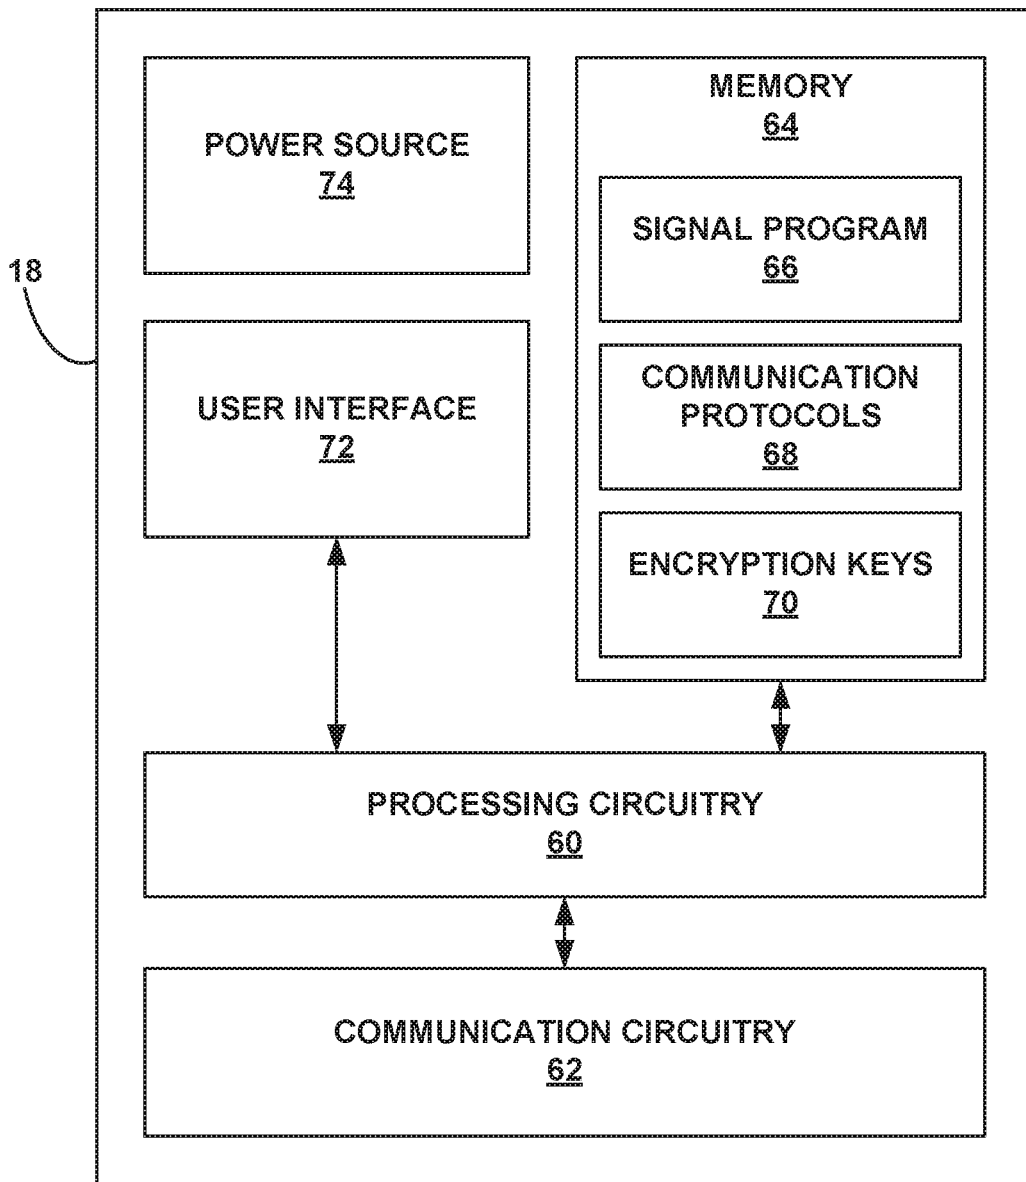 18
POWER SOURCE
74
USER INTERFACE
72
MEMORY
64
SIGNAL PROGRAM
66
COMMUNICATION
PROTOCOLS
68
ENCRYPTION KEYS
70
PROCESSING CIRCUITRY
60
COMMUNICATION CIRCUITRY
62